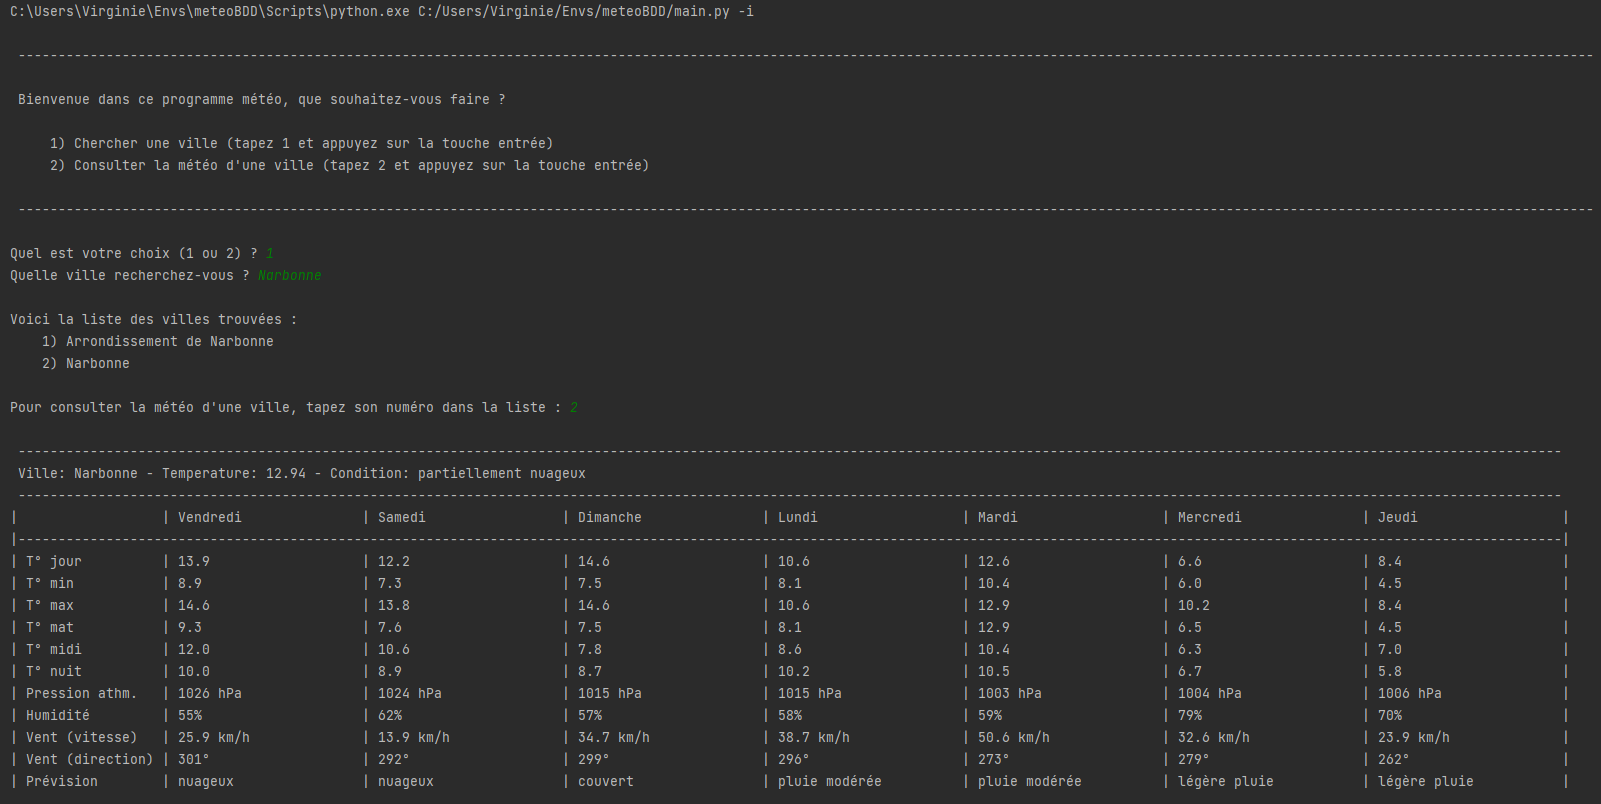 C:\Users\Virginie\Envs\meteoBDD\Scripts\python.exe C:/Users/Virginie/Envs/meteoBDD/main.py -i
Bienvenue dans ce programme météo, que souhaitez-vous faire ?
1) Chercher une ville (tapez 1 et appuyez sur la touche entrée)
2) Consulter la météo d'une ville (tapez 2 et appuyez sur la touche entrée)
Quel est votre choix (1 ou 2) ? 1
Quelle ville recherchez-vous ? Narbonne
Voici la liste des villes trouvées :
1) Arrondissement de Narbonne
2) Narbonne
Pour consulter la météo d'une ville, tapez son numéro dans la liste : 2
Ville: Narbonne - Temperature: 12.94 - Condition: partiellement nuageux
| | Vendredi | Samedi | Dimanche | Lundi | Mardi | Mercredi | Jeudi |
| T° jour | 13.9 | 12.2 | 14.6 | 10.6 | 12.6 | 6.6 | 8.4 |
| T° min | 8.9 | 7.3 | 7.5 | 8.1 | 10.4 | 6.0 | 4.5 |
| T° max | 14.6 | 13.8 | 14.6 | 10.6 | 12.9 | 10.2 | 8.4 |
| T° mat | 9.3 | 7.6 | 7.5 | 8.1 | 12.9 | 6.5 | 4.5 |
| T° midi | 12.0 | 10.6 | 7.8 | 8.6 | 10.4 | 6.3 | 7.0 |
| T° nuit | 10.0 | 8.9 | 8.7 | 10.2 | 10.5 | 6.7 | 5.8 |
| Pression athm. | 1026 hPa | 1024 hPa | 1015 hPa | 1015 hPa | 1003 hPa | 1004 hPa | 1006 hPa |
| Humidité | 55% | 62% | 57% | 58% | 59% | 79% | 70% |
| Vent (vitesse) | 25.9 km/h | 13.9 km/h | 34.7 km/h | 38.7 km/h | 50.6 km/h | 32.6 km/h | 23.9 km/h |
| Vent (direction) | 301° | 292° | 299° | 296° | 273° | 279° | 262° |
| Prévision | nuageux | nuageux | couvert | pluie modérée | pluie modérée | légère pluie | légère pluie |